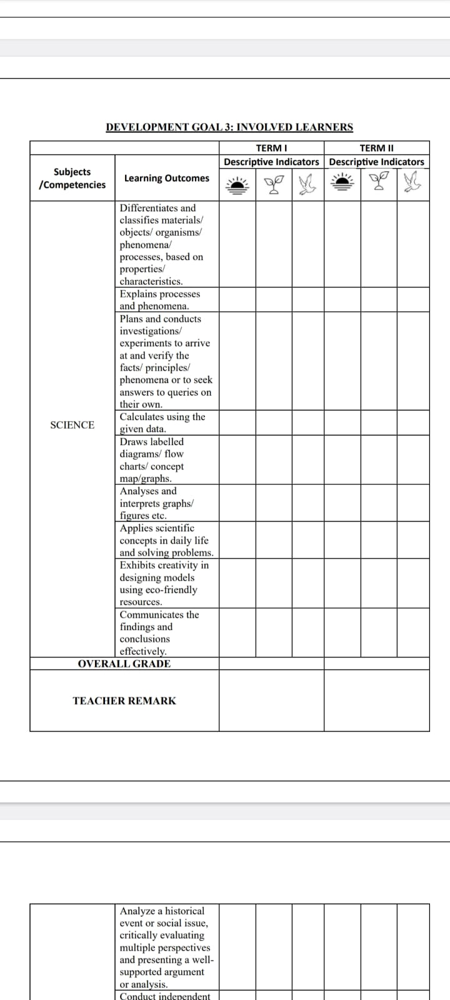 DEVELOPMENT GOAL 3: INVOLVED LEARNERS
TERM I
TERM II
Subjects
/Competencies
Learning Outcomes
Descriptive Indicators
Descriptive Indicators
SCIENCE
Differentiates and
classifies materials/
objects/ organisms/
phenomena/
processes, based on
properties/
characteristics.
Explains processes
and phenomena.
Plans and conducts
investigations/
experiments to arrive
at and verify the
facts/ principles/
phenomena or to seek
answers to queries on
their own.
Calculates using the
given data.
Draws labelled
diagrams/ flow
charts/ concept
map/graphs.
Analyses and
interprets graphs/
figures etc.
Applies scientific
concepts in daily life
and solving problems.
Exhibits creativity in
designing models
using eco-friendly
resources.
Communicates the
findings and
conclusions
effectively.
OVERALL GRADE
TEACHER REMARK
Analyze a historical
event or social issue,
critically evaluating
multiple perspectives
and presenting a well-
supported argument
or analysis.
Conduct independent